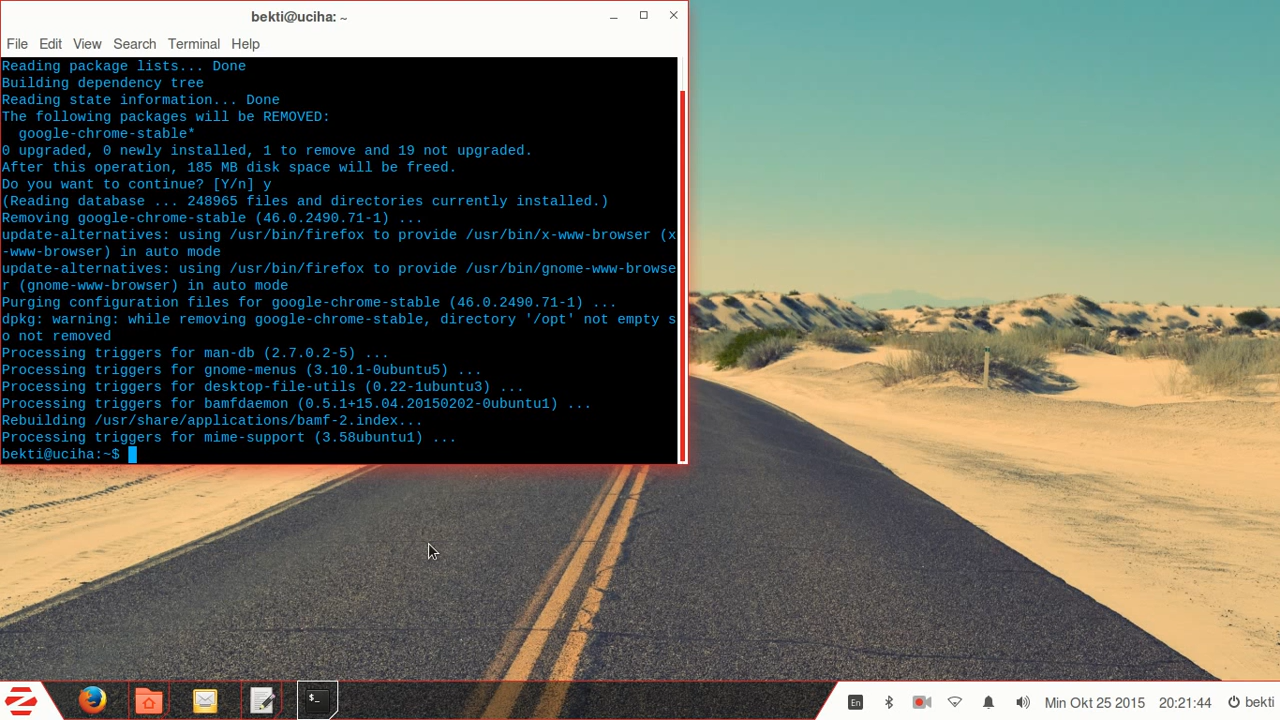 bekti@uciha: ~
File Edit View Search Terminal Help
Reading package lists... Done
Building dependency tree
Reading state information... Done
The following packages will be REMOVED:
  google-chrome-stable*
0 upgraded, 0 newly installed, 1 to remove and 19 not upgraded.
After this operation, 185 MB disk space will be freed.
Do you want to continue? [Y/n] y
(Reading database ... 248965 files and directories currently installed.)
Removing google-chrome-stable (46.0.2490.71-1) ...
update-alternatives: using /usr/bin/firefox to provide /usr/bin/x-www-browser (x
-www-browser) in auto mode
update-alternatives: using /usr/bin/firefox to provide /usr/bin/gnome-www-browse
r (gnome-www-browser) in auto mode
Purging configuration files for google-chrome-stable (46.0.2490.71-1) ...
dpkg: warning: while removing google-chrome-stable, directory '/opt' not empty s
o not removed
Processing triggers for man-db (2.7.0.2-5) ...
Processing triggers for gnome-menus (3.10.1-0ubuntu5) ...
Processing triggers for desktop-file-utils (0.22-1ubuntu3) ...
Processing triggers for bamfdaemon (0.5.1+15.04.20150202-0ubuntu1) ...
Rebuilding /usr/share/applications/bamf-2.index...
Processing triggers for mime-support (3.58ubuntu1) ...
bekti@uciha:~$
$_
En
Min Okt 25 2015 20:21:44 bekti